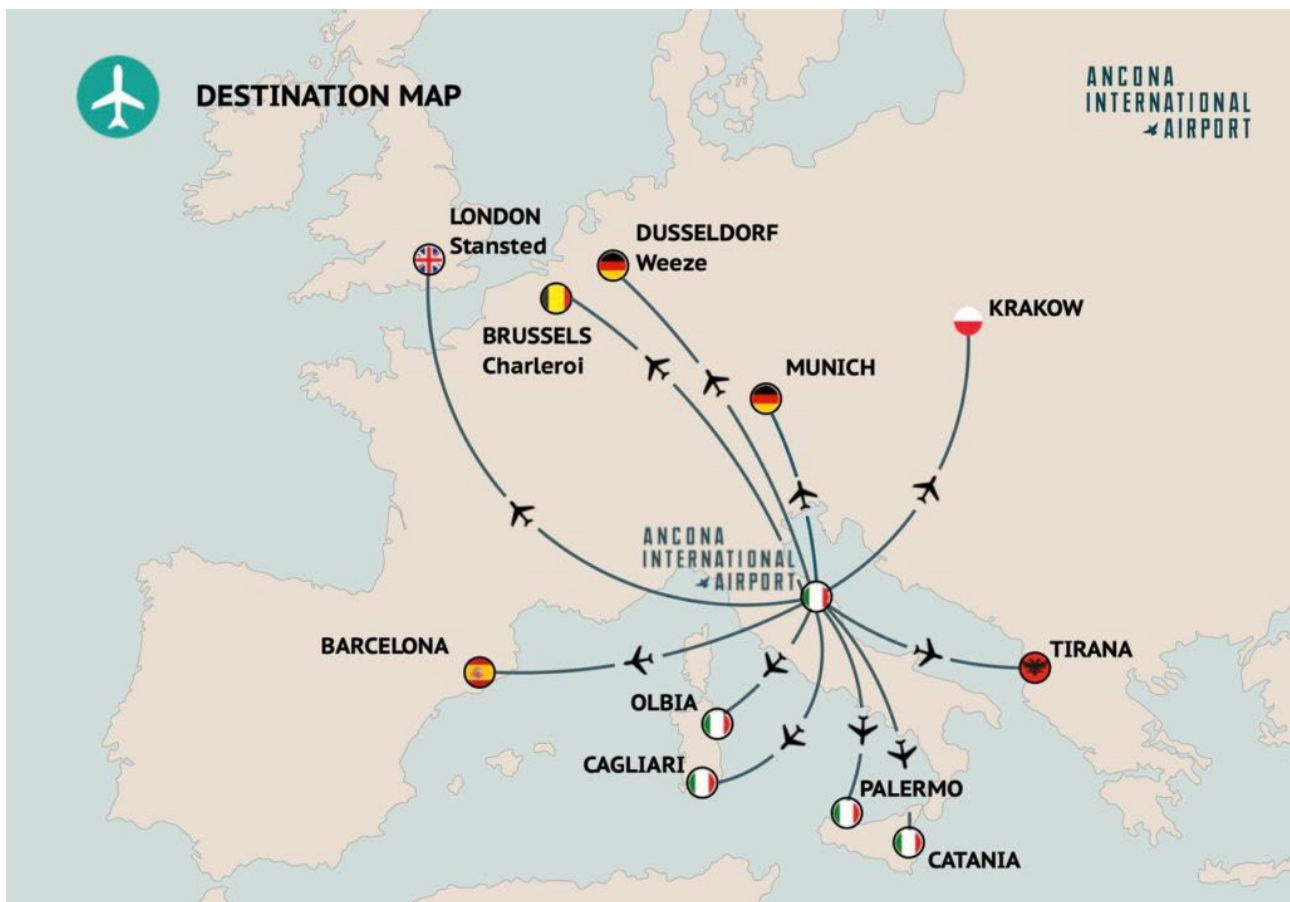 DESTINATION MAP
ANCONA
INTERNATIONAL
AIRPORT
LONDON
Stansted
DUSSELDORF
Weeze
BRUSSELS
Charleroi
KRAKOW
MUNICH
ANCONA
INTERNATIONAL
AIRPORT
BARCELONA
TIRANA
OLBIA
CAGLIARI
PALERMO
CATANIA